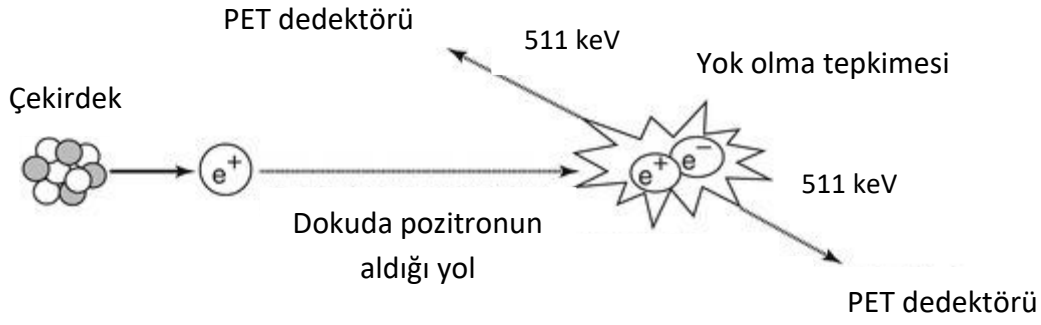 PET dedektörü
511 keV
Yok olma tepkimesi
Çekirdek
e+
e+
e−
511 keV
Dokuda pozitronun
aldığı yol
PET dedektörü